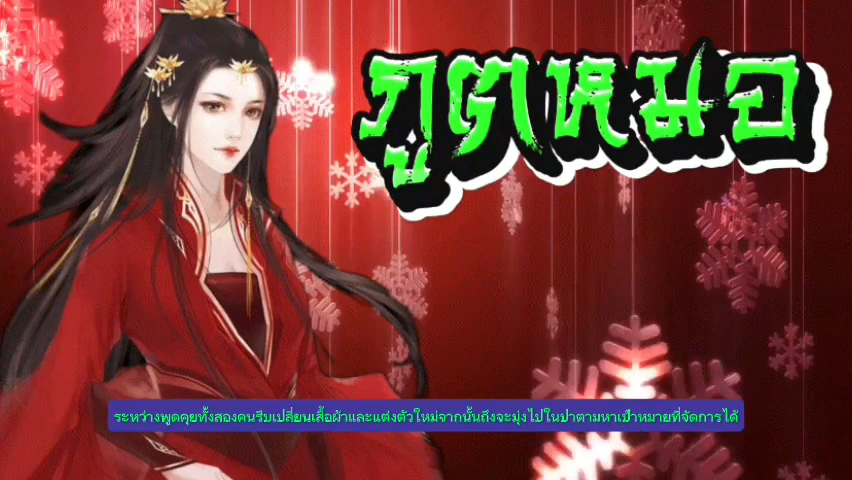 ภูตหมอ
ระหว่างพูดคุยทั้งสองคนรีบเปลี่ยนเสื้อผ้าและแต่งตัวใหม่จากนั้นถึงจะมุ่งไปในป่าตามหาเป้าหมายที่จัดการได้